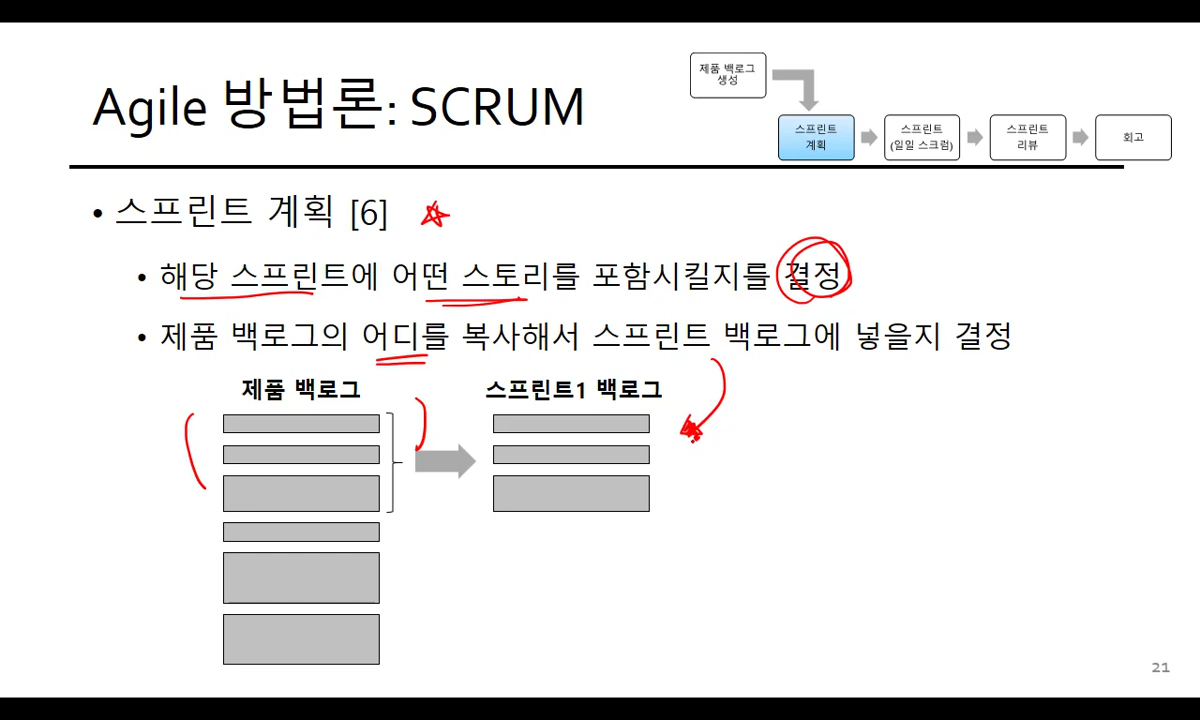 Agile 방법론: SCRUM
제품 백로그
생성
스프린트
계획
스프린트
(일일 스크럼)
스프린트
리뷰
회고
• 스프린트 계획 [6]
• 해당 스프린트에 어떤 스토리를 포함시킬지를 결정
• 제품 백로그의 어디를 복사해서 스프린트 백로그에 넣을지 결정
제품 백로그
스프린트1 백로그
21